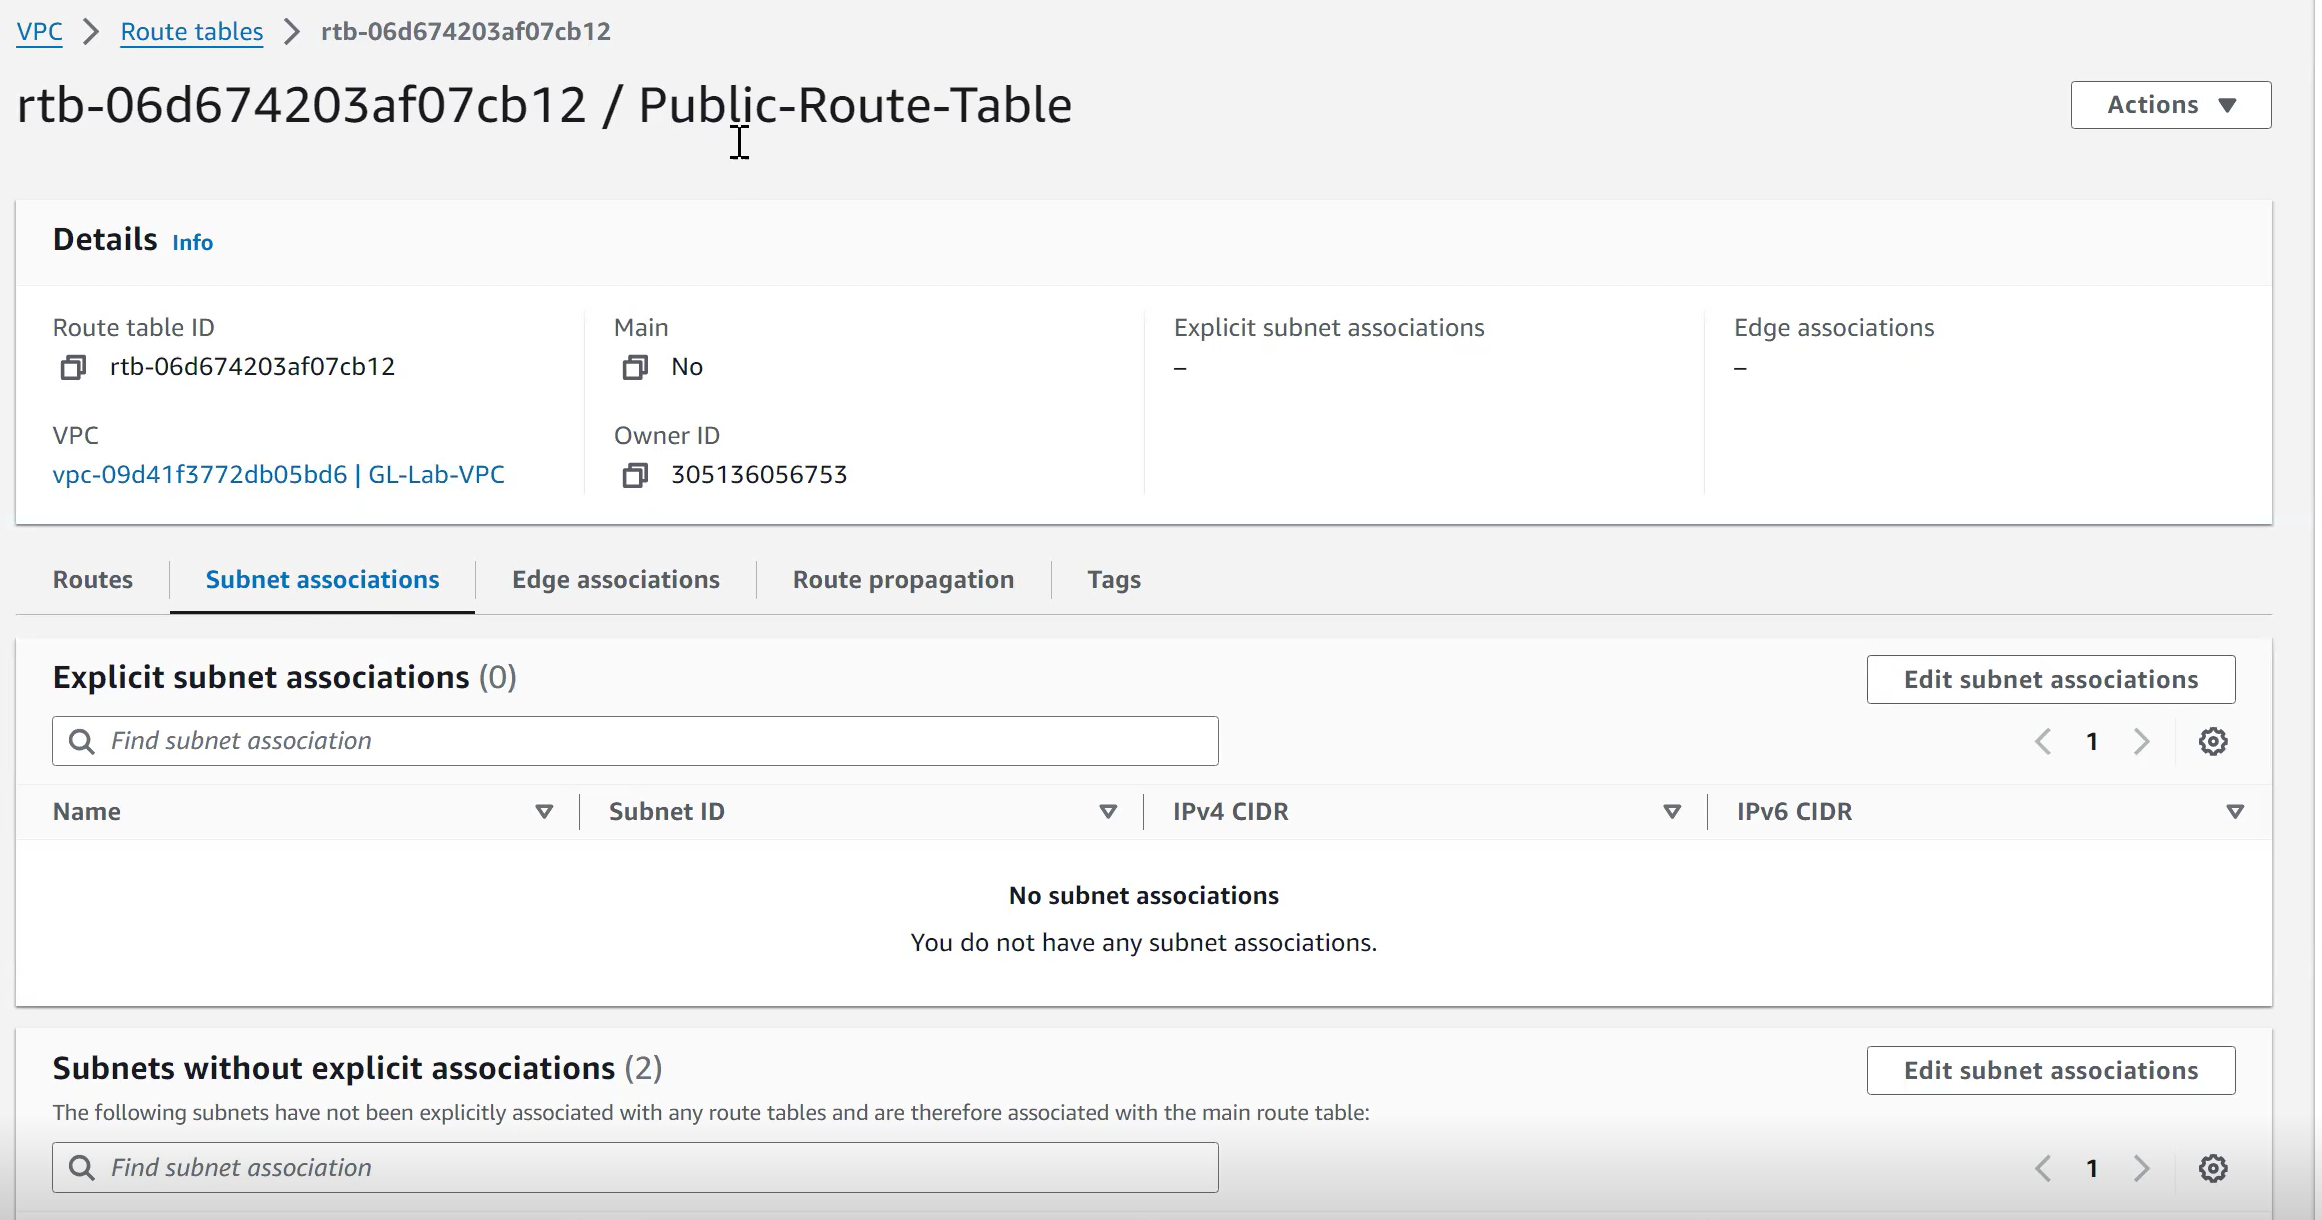 VPC > Route tables > rtb-06d674203af07cb12
rtb-06d674203af07cb12 / Public-Route-Table
Actions
Details Info
Route table ID
rtb-06d674203af07cb12
Main
No
Explicit subnet associations
–
Edge associations
–
VPC
vpc-09d41f3772db05bd6 | GL-Lab-VPC
Owner ID
305136056753
Routes
Subnet associations
Edge associations
Route propagation
Tags
Explicit subnet associations (0)
Edit subnet associations
Find subnet association
1
Name
Subnet ID
IPv4 CIDR
IPv6 CIDR
No subnet associations
You do not have any subnet associations.
Subnets without explicit associations (2)
Edit subnet associations
The following subnets have not been explicitly associated with any route tables and are therefore associated with the main route table:
Find subnet association
1